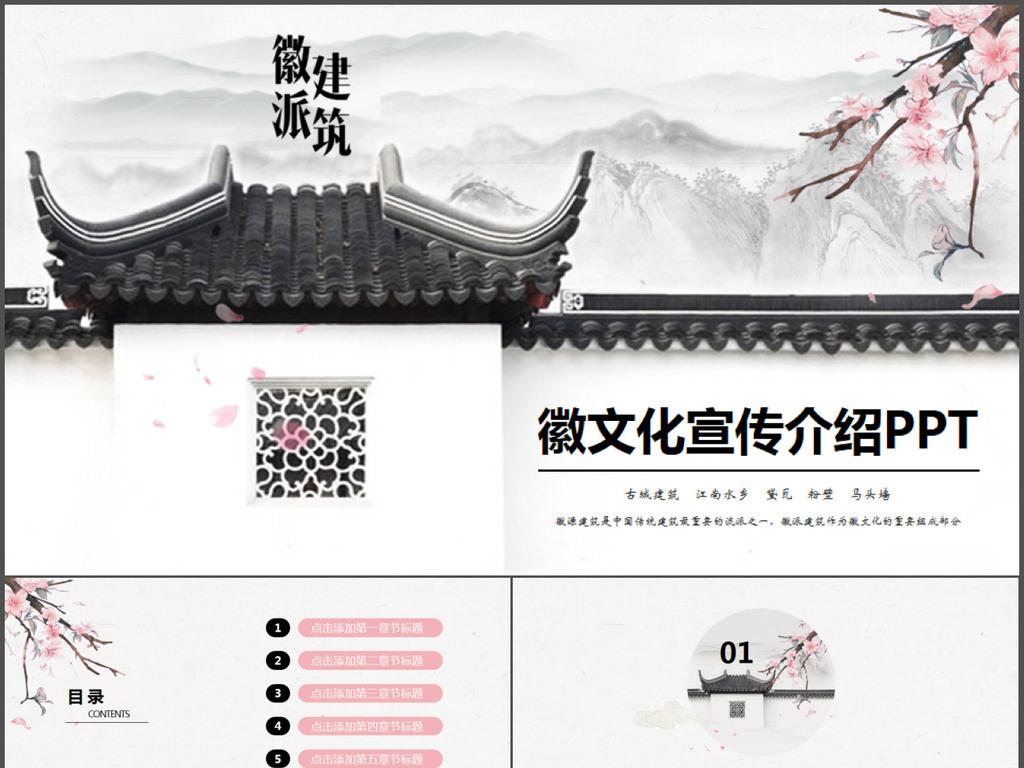 徽派
建筑
徽文化宣传介绍PPT
古城建筑 江南水乡 黛瓦 粉壁 马头墙
徽源建筑是中国传统建筑最重要的流派之一，徽派建筑作为徽文化的重要组成部分
目录
CONTENTS
1 点击添加第一章节标题
2 点击添加第二章节标题
3 点击添加第三章节标题
4 点击添加第四章节标题
5 点击添加第五章节标题
01